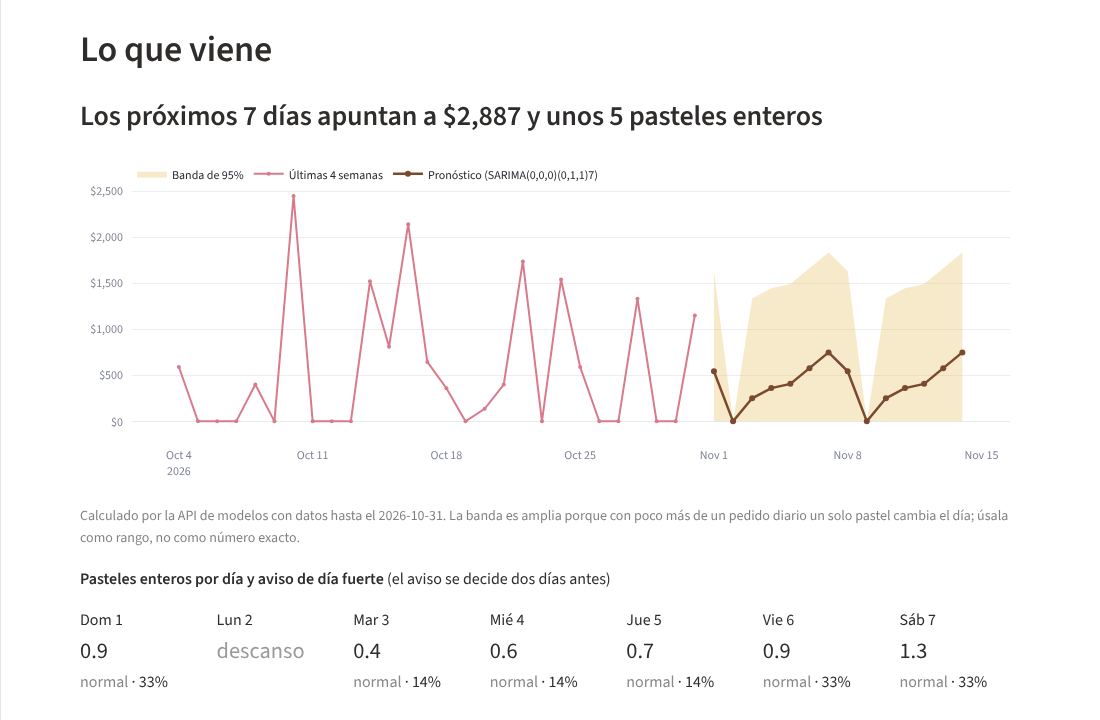 Lo que viene
Los próximos 7 días apuntan a $2,887 y unos 5 pasteles enteros
Banda de 95% Últimas 4 semanas Pronóstico (SARIMA(0,0,0)(0,1,1)7)
$2,500
$2,000
$1,500
$1,000
$500
$0
Oct 4 Oct 11 Oct 18 Oct 25 Nov 1 Nov 8 Nov 15
2026
Calculado por la API de modelos con datos hasta el 2026-10-31. La banda es amplia porque con poco más de un pedido diario un solo pastel cambia el día; úsala
como rango, no como número exacto.
Pasteles enteros por día y aviso de día fuerte (el aviso se decide dos días antes)
Dom 1 Lun 2 Mar 3 Mié 4 Jue 5 Vie 6 Sáb 7
0.9 descanso 0.4 0.6 0.7 0.9 1.3
normal · 33% normal · 14% normal · 14% normal · 14% normal · 33% normal · 33%